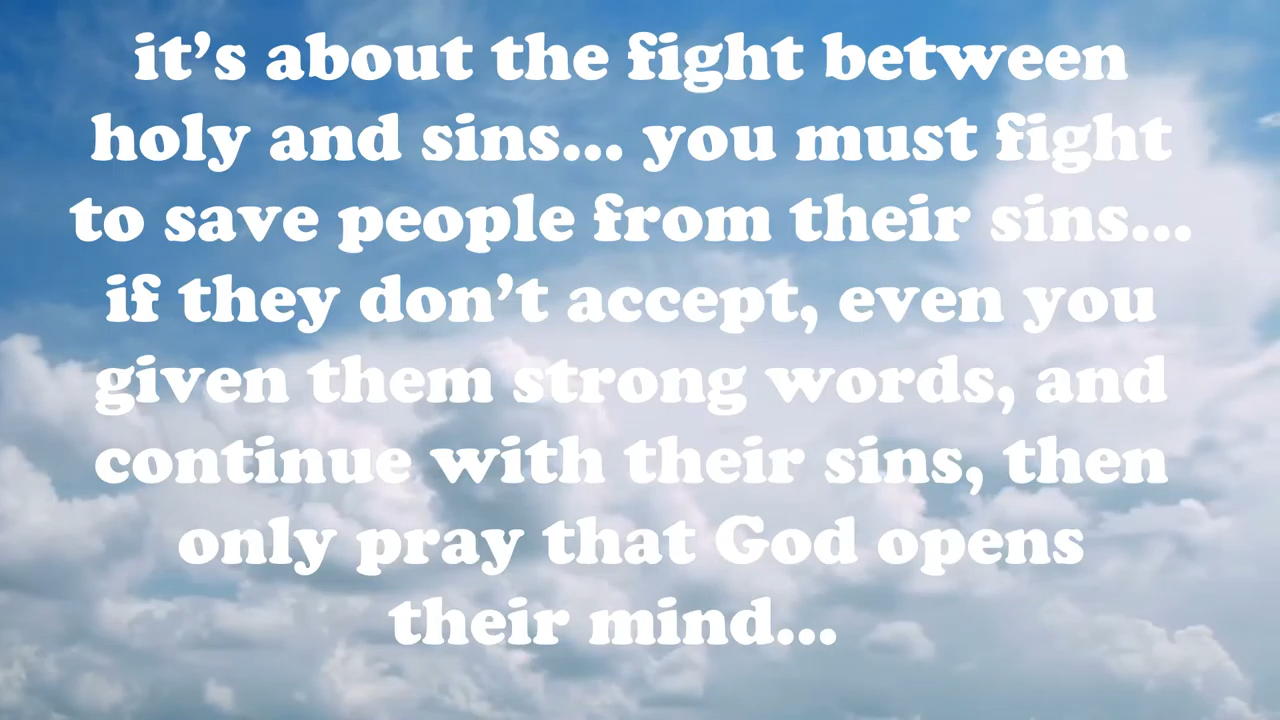 it's about the fight between
holy and sins... you must fight
to save people from their sins...
if they don't accept, even you
given them strong words, and
continue with their sins, then
only pray that God opens
their mind...